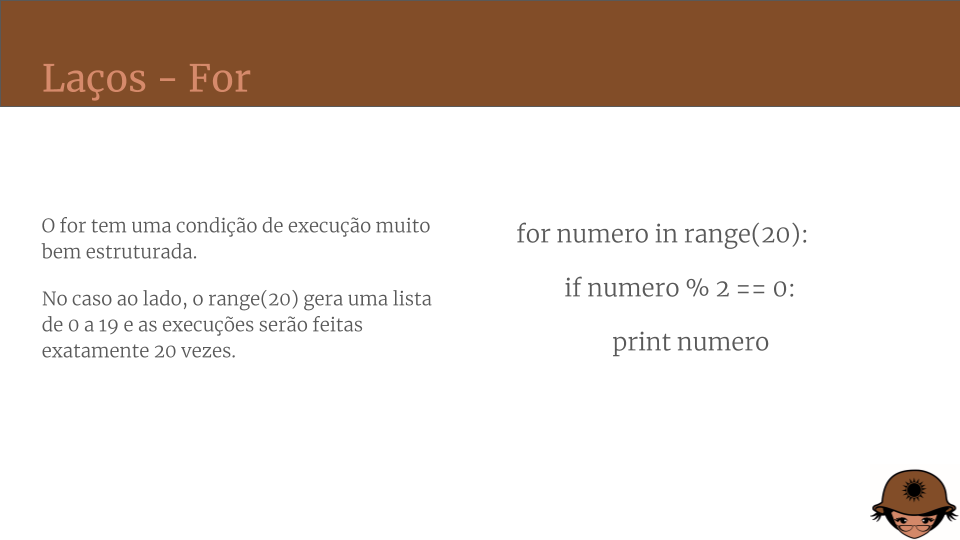 Laços - For
O for tem uma condição de execução muito
bem estruturada.
No caso ao lado, o range(20) gera uma lista
de 0 a 19 e as execuções serão feitas
exatamente 20 vezes.
for numero in range(20):
if numero % 2 == 0:
print numero